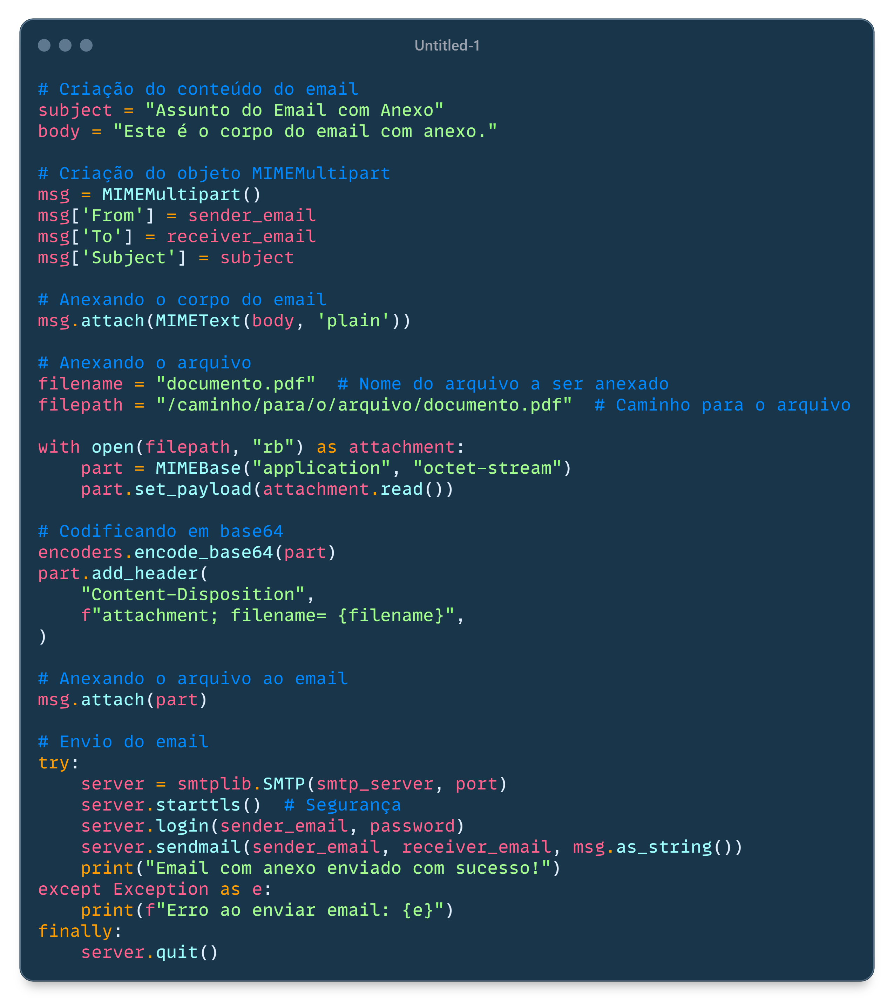 Untitled-1
# Criação do conteúdo do email
subject = "Assunto do Email com Anexo"
body = "Este é o corpo do email com anexo."
# Criação do objeto MIMEMultipart
msg = MIMEMultipart()
msg['From'] = sender_email
msg['To'] = receiver_email
msg['Subject'] = subject
# Anexando o corpo do email
msg.attach(MIMEText(body, 'plain'))
# Anexando o arquivo
filename = "documento.pdf"  # Nome do arquivo a ser anexado
filepath = "/caminho/para/o/arquivo/documento.pdf"  # Caminho para o arquivo
with open(filepath, "rb") as attachment:
    part = MIMEBase("application", "octet-stream")
    part.set_payload(attachment.read())
# Codificando em base64
encoders.encode_base64(part)
part.add_header(
    "Content-Disposition",
    f"attachment; filename= {filename}",
)
# Anexando o arquivo ao email
msg.attach(part)
# Envio do email
try:
    server = smtplib.SMTP(smtp_server, port)
    server.starttls()  # Segurança
    server.login(sender_email, password)
    server.sendmail(sender_email, receiver_email, msg.as_string())
    print("Email com anexo enviado com sucesso!")
except Exception as e:
    print(f"Erro ao enviar email: {e}")
finally:
    server.quit()